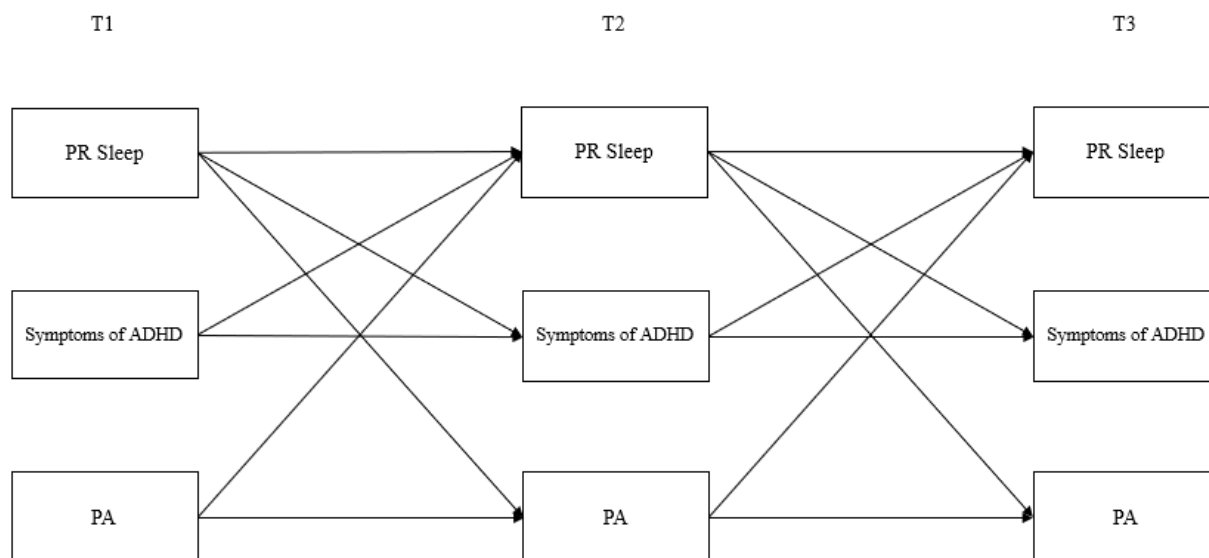 T1
T2
T3
PR Sleep
PR Sleep
PR Sleep
Symptoms of ADHD
Symptoms of ADHD
Symptoms of ADHD
PA
PA
PA